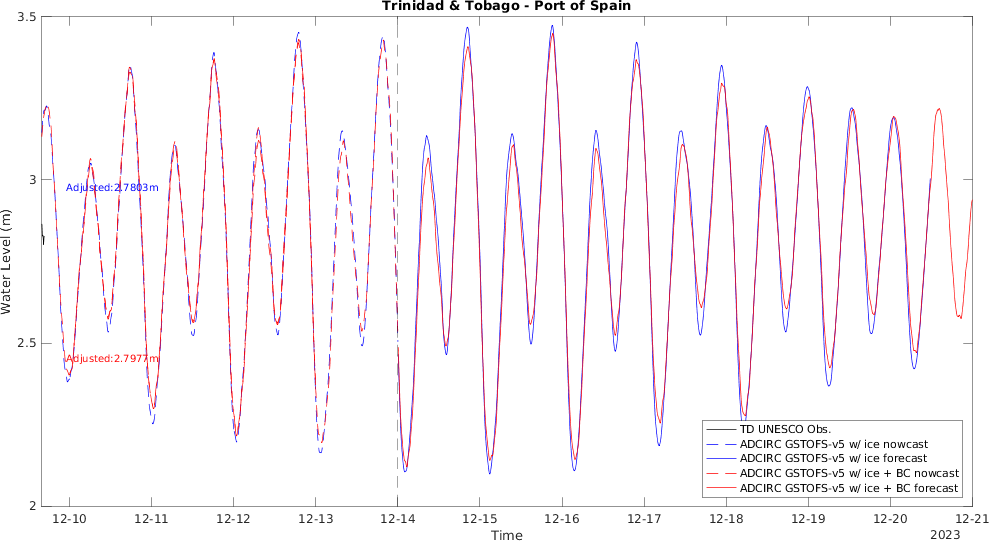 Trinidad & Tobago - Port of Spain
3.5
3
2.5
2
Water Level (m)
Adjusted:2.7803m
Adjusted:2.7977m
TD UNESCO Obs.
ADCIRC GSTOFS-v5 w/ ice nowcast
ADCIRC GSTOFS-v5 w/ ice forecast
ADCIRC GSTOFS-v5 w/ ice + BC nowcast
ADCIRC GSTOFS-v5 w/ ice + BC forecast
12-10 12-11 12-12 12-13 12-14 12-15 12-16 12-17 12-18 12-19 12-20 12-21
Time
2023